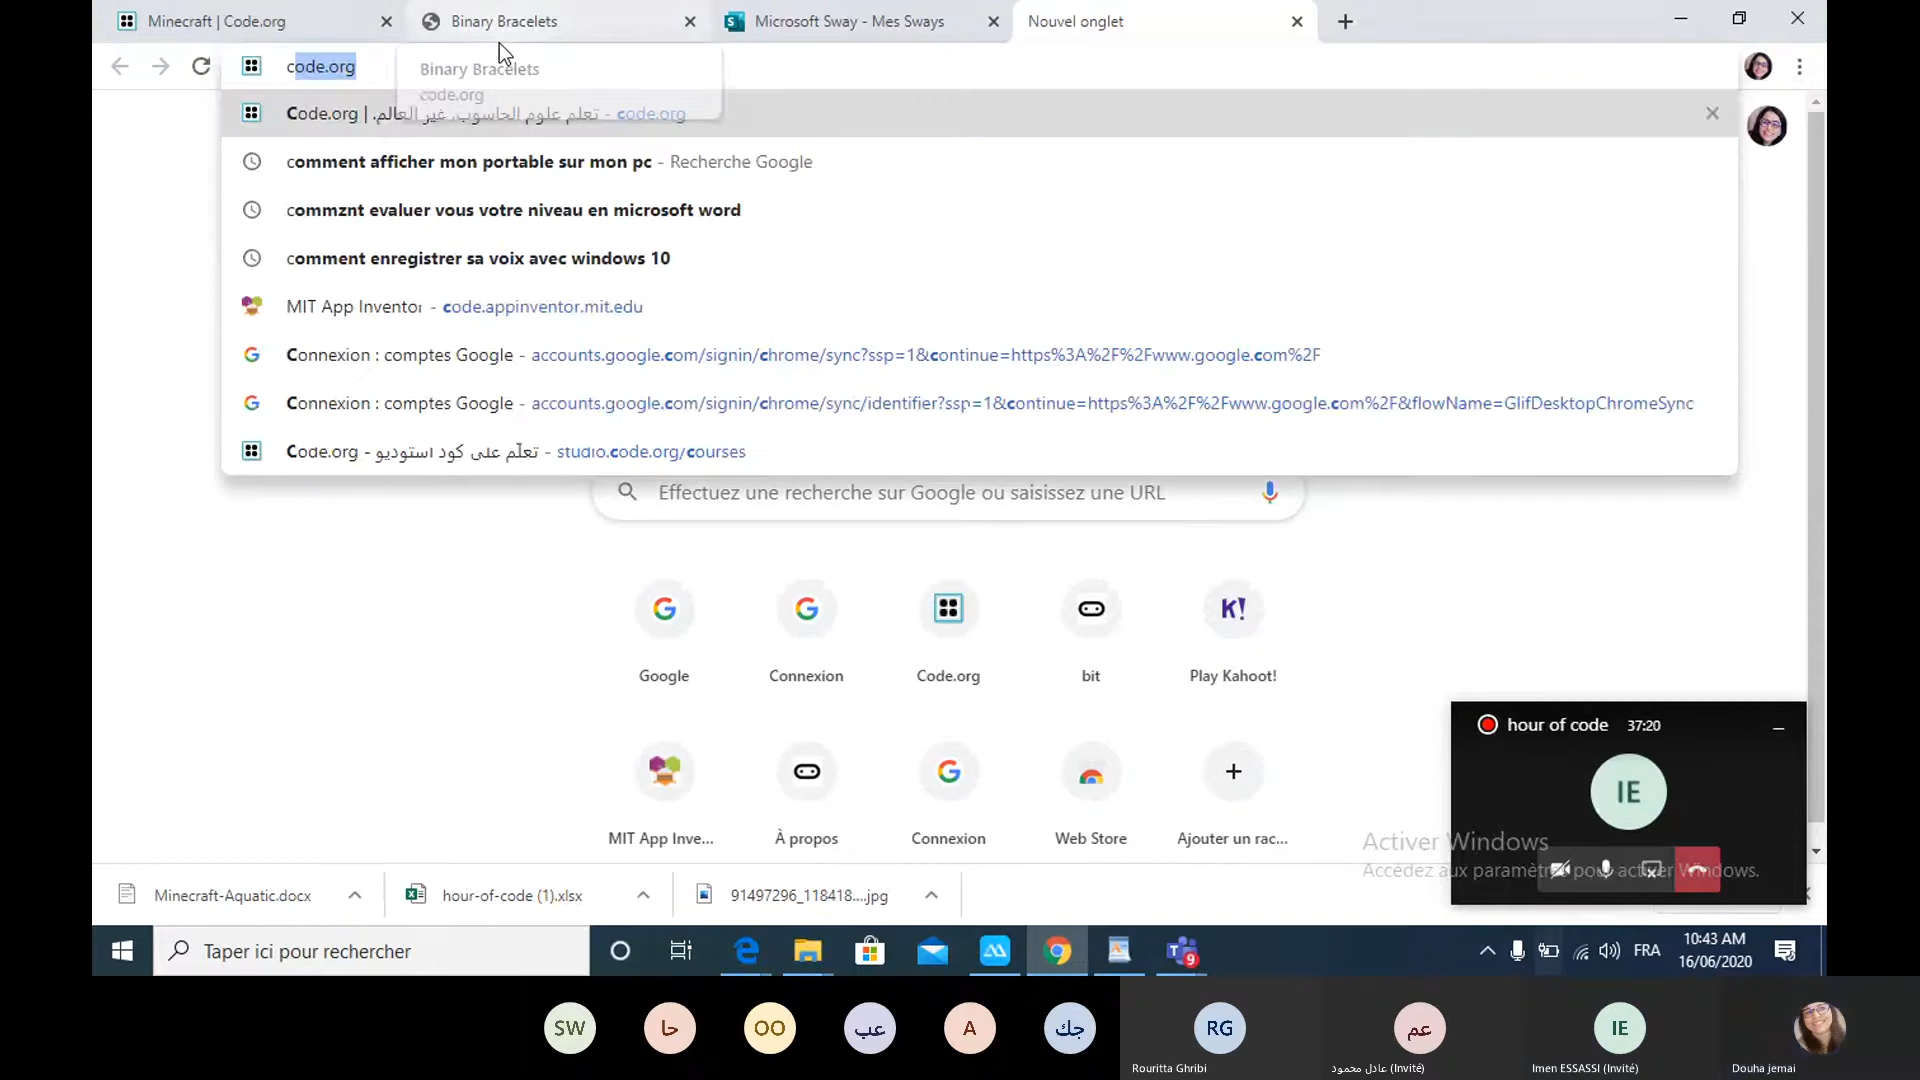 Minecraft | Code.org
Binary Bracelets
Microsoft Sway - Mes Sways
Nouvel onglet
code.org
Binary Bracelets
code.org
Code.org | تعلم علوم الحاسوب. غير العالم. - code.org
comment afficher mon portable sur mon pc - Recherche Google
commznt evaluer vous votre niveau en microsoft word
comment enregistrer sa voix avec windows 10
MIT App Inventor - code.appinventor.mit.edu
Connexion : comptes Google - accounts.google.com/signin/chrome/sync?ssp=1&continue=https%3A%2F%2Fwww.google.com%2F
Connexion : comptes Google - accounts.google.com/signin/chrome/sync/identifier?ssp=1&continue=https%3A%2F%2Fwww.google.com%2F&flowName=GlifDesktopChromeSync
Code.org - تعلّم على كود استوديو - studio.code.org/courses
Effectuez une recherche sur Google ou saisissez une URL
Google
Connexion
Code.org
bit
K!
Play Kahoot!
MIT App Inve...
À propos
Connexion
Web Store
Ajouter un rac...
hour of code 37:20
IE
Activer Windows
Accédez aux paramètres pour activer Windows.
Minecraft-Aquatic.docx
hour-of-code (1).xlsx
91497296_118418....jpg
Taper ici pour rechercher
9
FRA
10:43 AM
16/06/2020
SW
حا
OO
عب
A
جك
RG
عم
IE
Rouritta Ghribi
عادل محمود (Invité)
Imen ESSASSI (Invité)
Douha jemai